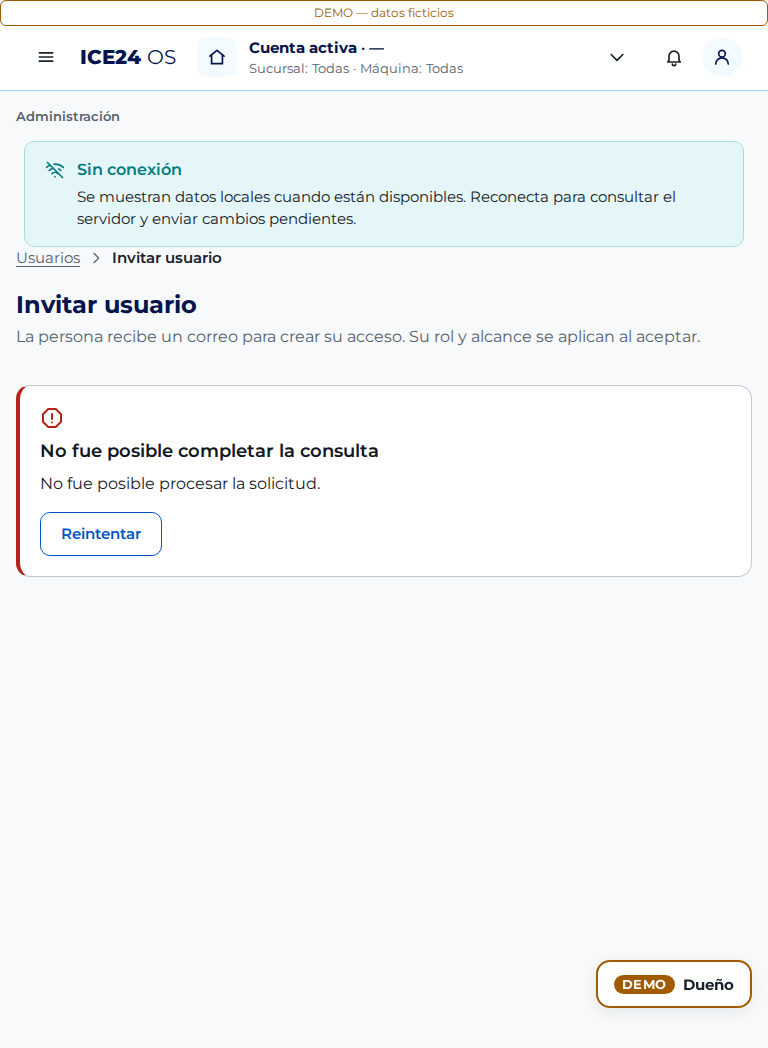 DEMO — datos ficticios
ICE24 OS
Cuenta activa · —
Sucursal: Todas · Máquina: Todas
Administración
Sin conexión
Se muestran datos locales cuando están disponibles. Reconecta para consultar el
servidor y enviar cambios pendientes.
Usuarios > Invitar usuario
Invitar usuario
La persona recibe un correo para crear su acceso. Su rol y alcance se aplican al aceptar.
No fue posible completar la consulta
No fue posible procesar la solicitud.
Reintentar
DEMO Dueño